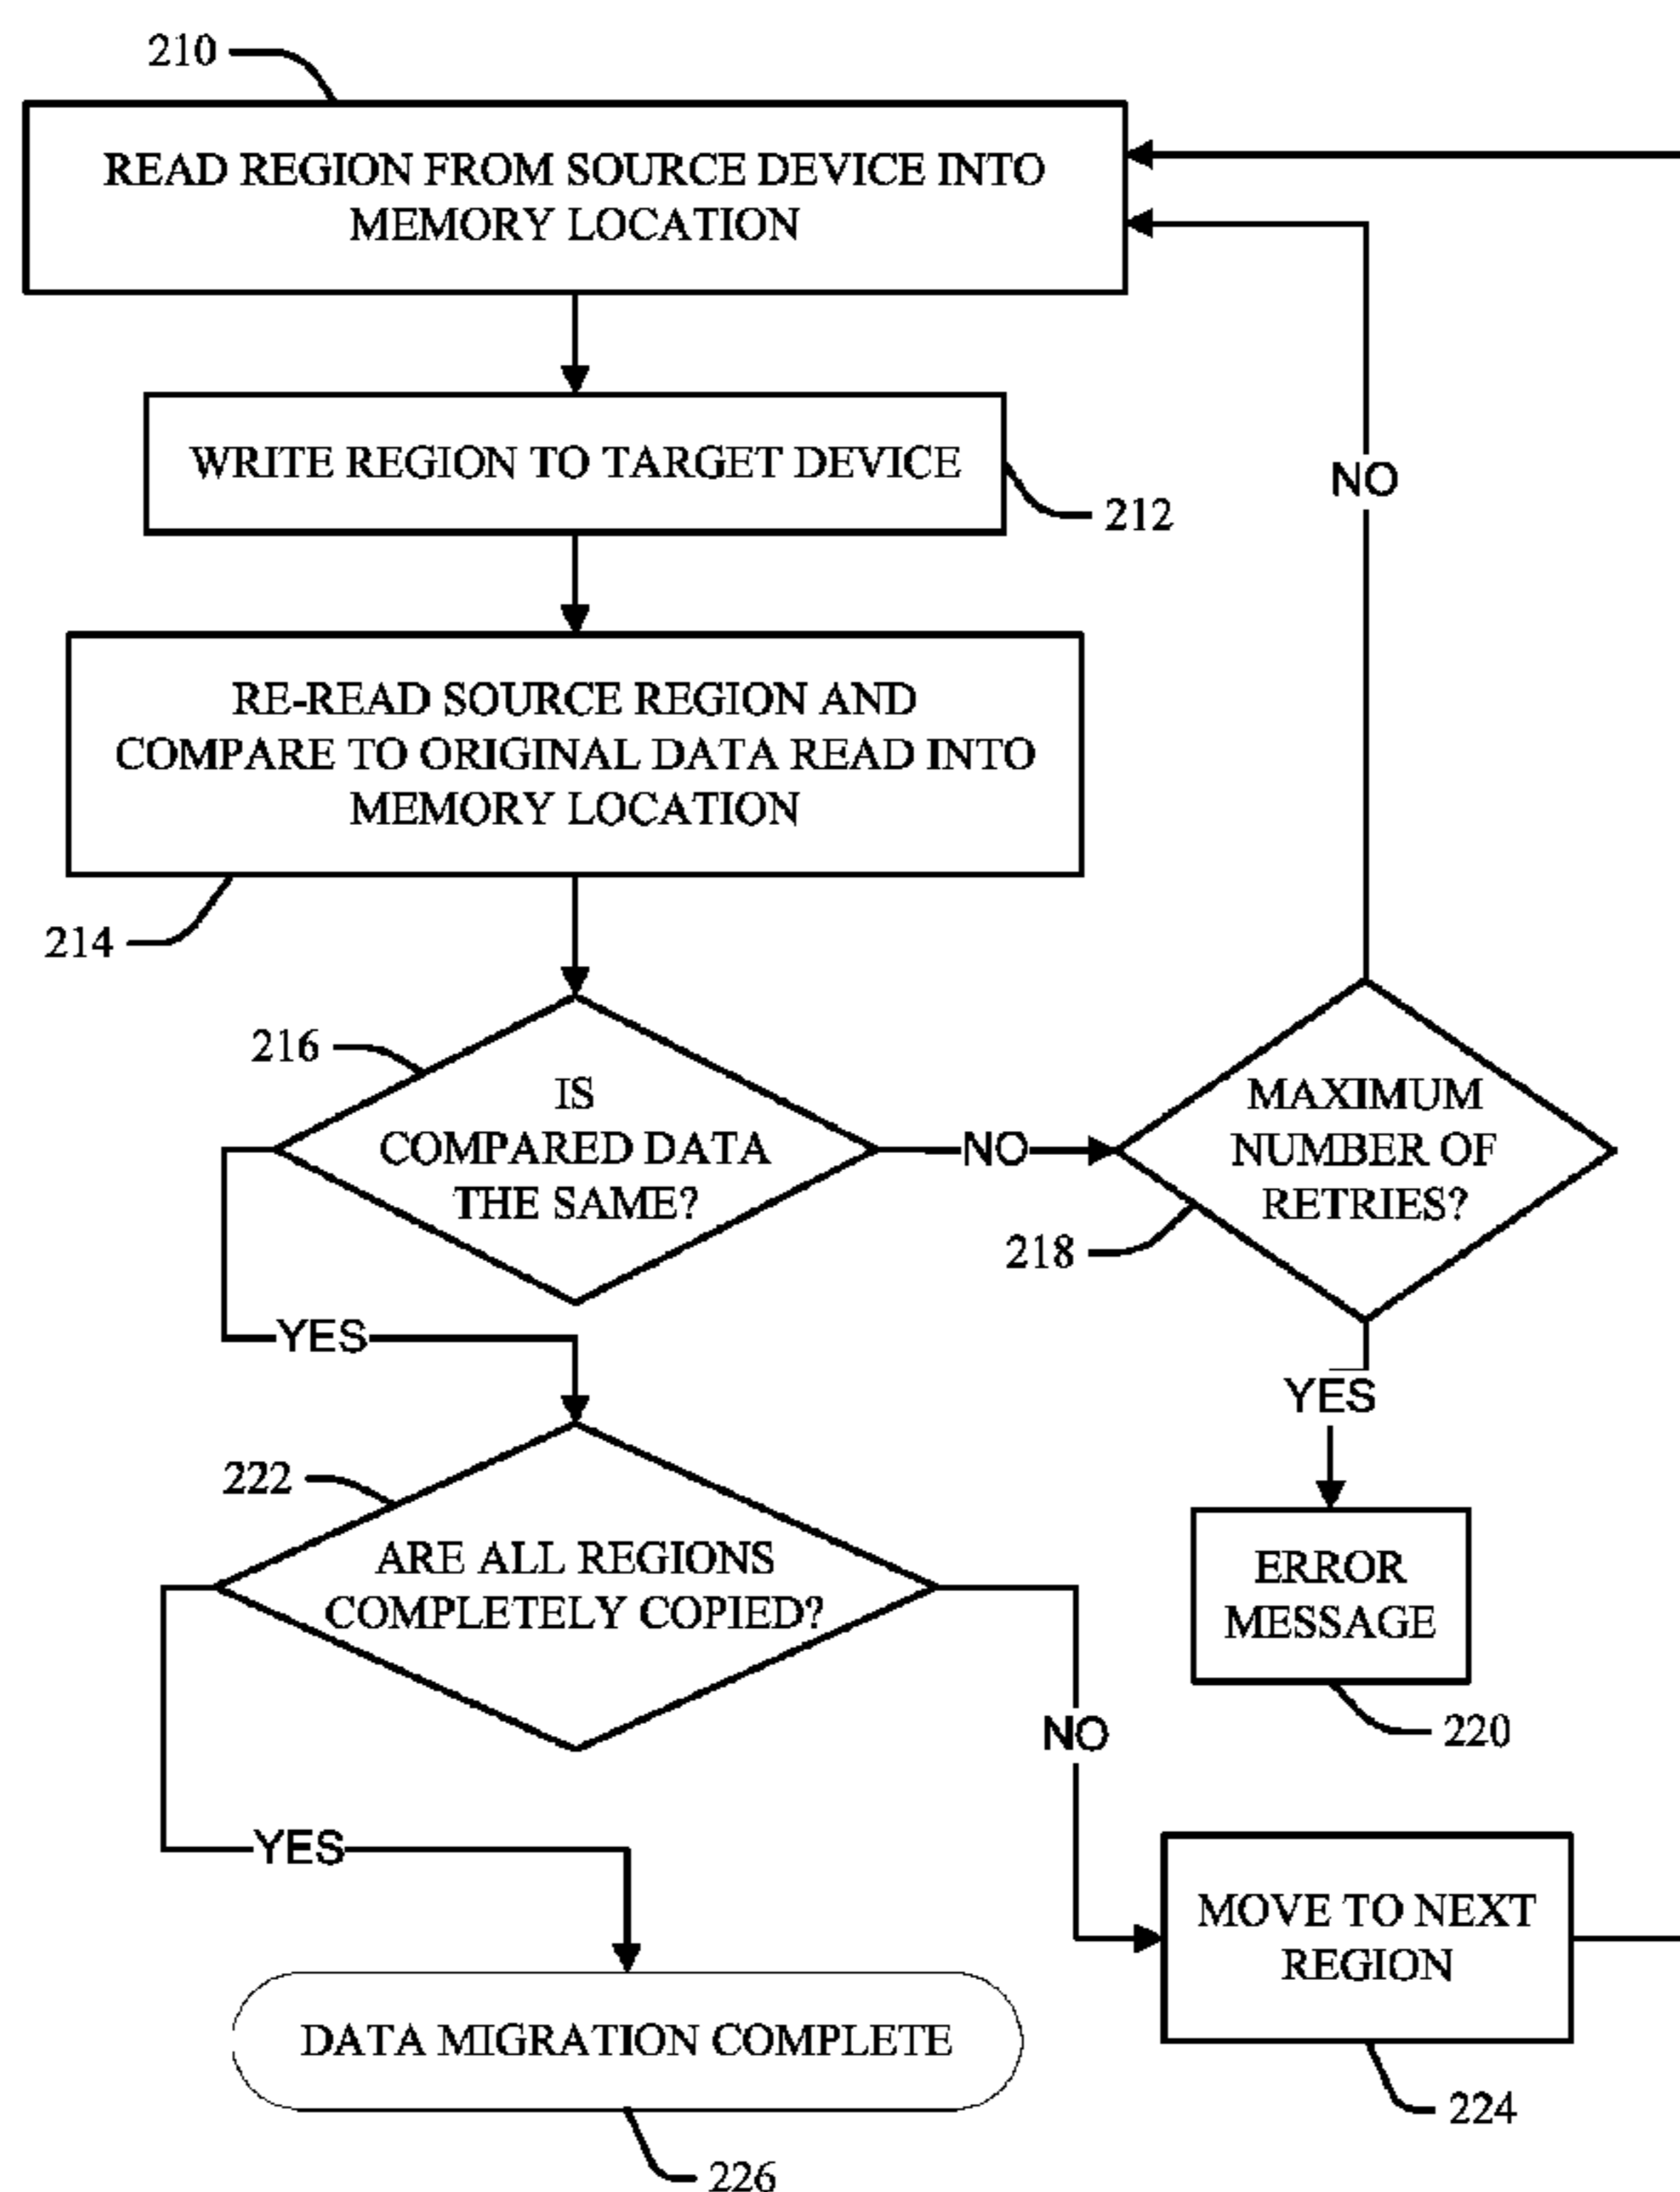 210
READ REGION FROM SOURCE DEVICE INTO
MEMORY LOCATION
WRITE REGION TO TARGET DEVICE
212
NO
RE-READ SOURCE REGION AND
COMPARE TO ORIGINAL DATA READ INTO
MEMORY LOCATION
214
216
IS
COMPARED DATA
THE SAME?
NO
MAXIMUM
NUMBER OF
RETRIES?
218
YES
YES
222
ARE ALL REGIONS
COMPLETELY COPIED?
ERROR
MESSAGE
220
NO
YES
MOVE TO NEXT
REGION
224
DATA MIGRATION COMPLETE
226